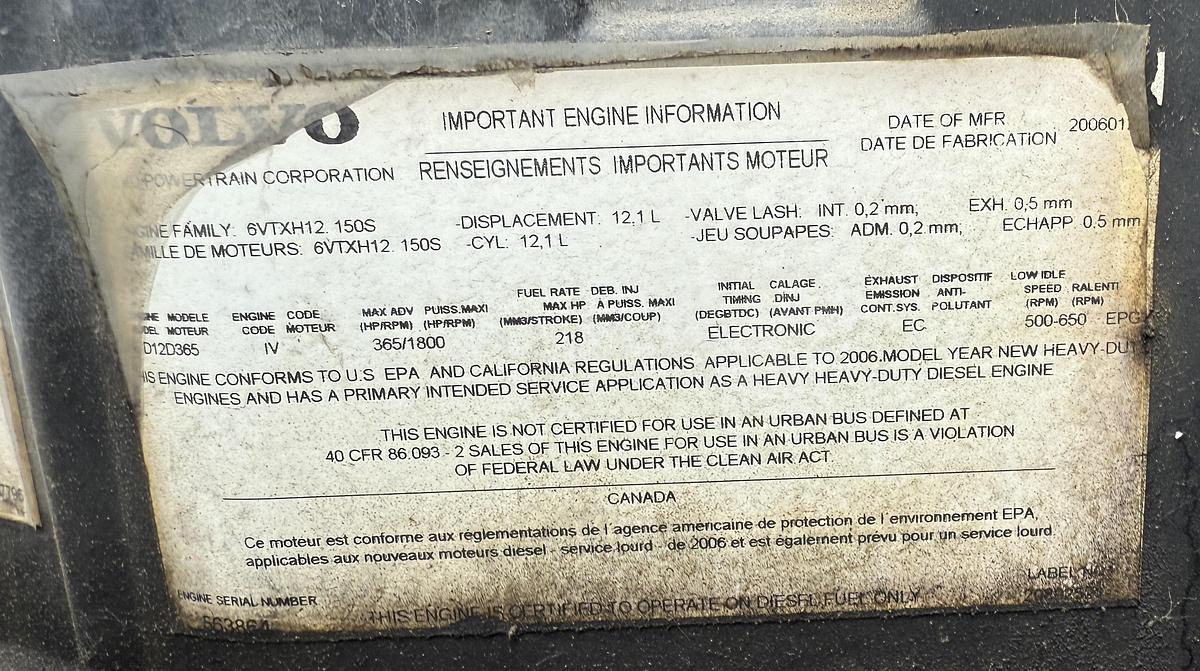 VOLVO
POWERTRAIN CORPORATION
IMPORTANT ENGINE INFORMATION
RENSEIGNEMENTS IMPORTANTS MOTEUR
DATE OF MFR
DATE DE FABRICATION
200601
GINE FAMILY: 6VTXH12. 150S
MILLE DE MOTEURS: 6VTXH12. 150S
-DISPLACEMENT: 12,1 L
-CYL: 12,1 L
-VALVE LASH: INT. 0,2 mm, EXH. 0,5 mm
-JEU SOUPAPES: ADM. 0,2 mm, ECHAPP 0.5 mm
MODELE
MOTEUR
D12D365
ENGINE CODE
CODE MOTEUR
IV
MAX ADV PUISS.MAXI
(HP/RPM) (HP/RPM)
365/1800
FUEL RATE DEB. INJ
MAX HP À PUISS. MAXI
(MM3/STROKE) (MM3/COUP)
218
INITIAL CALAGE
TIMING D'INJ
(DEGBTDC) (AVANT PMH)
ELECTRONIC
EXHAUST DISPOSITIF
EMISSION ANTI-
CONT.SYS. POLUTANT
EC
LOW IDLE
SPEED RALENTI
(RPM) (RPM)
500-650 EPG
HIS ENGINE CONFORMS TO U.S EPA AND CALIFORNIA REGULATIONS APPLICABLE TO 2006.MODEL YEAR NEW HEAVY-DUT
ENGINES AND HAS A PRIMARY INTENDED SERVICE APPLICATION AS A HEAVY HEAVY-DUTY DIESEL ENGINE
THIS ENGINE IS NOT CERTIFIED FOR USE IN AN URBAN BUS DEFINED AT
40 CFR 86.093 - 2 SALES OF THIS ENGINE FOR USE IN AN URBAN BUS IS A VIOLATION
OF FEDERAL LAW UNDER THE CLEAN AIR ACT
CANADA
Ce moteur est conforme aux réglementations de l´agence américaine de protection de l´environnement EPA,
applicables aux nouveaux moteurs diesel - service lourd - de 2006 et est également prévu pour un service lourd.
ENGINE SERIAL NUMBER
563864
THIS ENGINE IS CERTIFIED TO OPERATE ON DIESEL FUEL ONLY
LABEL